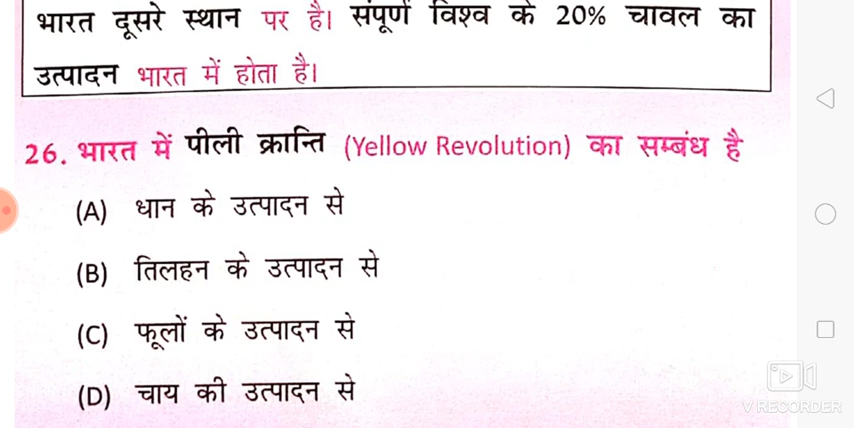 भारत दूसरे स्थान पर है। संपूर्ण विश्व के 20% चावल का
उत्पादन भारत में होता है।
26. भारत में पीली क्रान्ति (Yellow Revolution) का सम्बंध है
(A) धान के उत्पादन से
(B) तिलहन के उत्पादन से
(C) फूलों के उत्पादन से
(D) चाय की उत्पादन से
V RECORDER